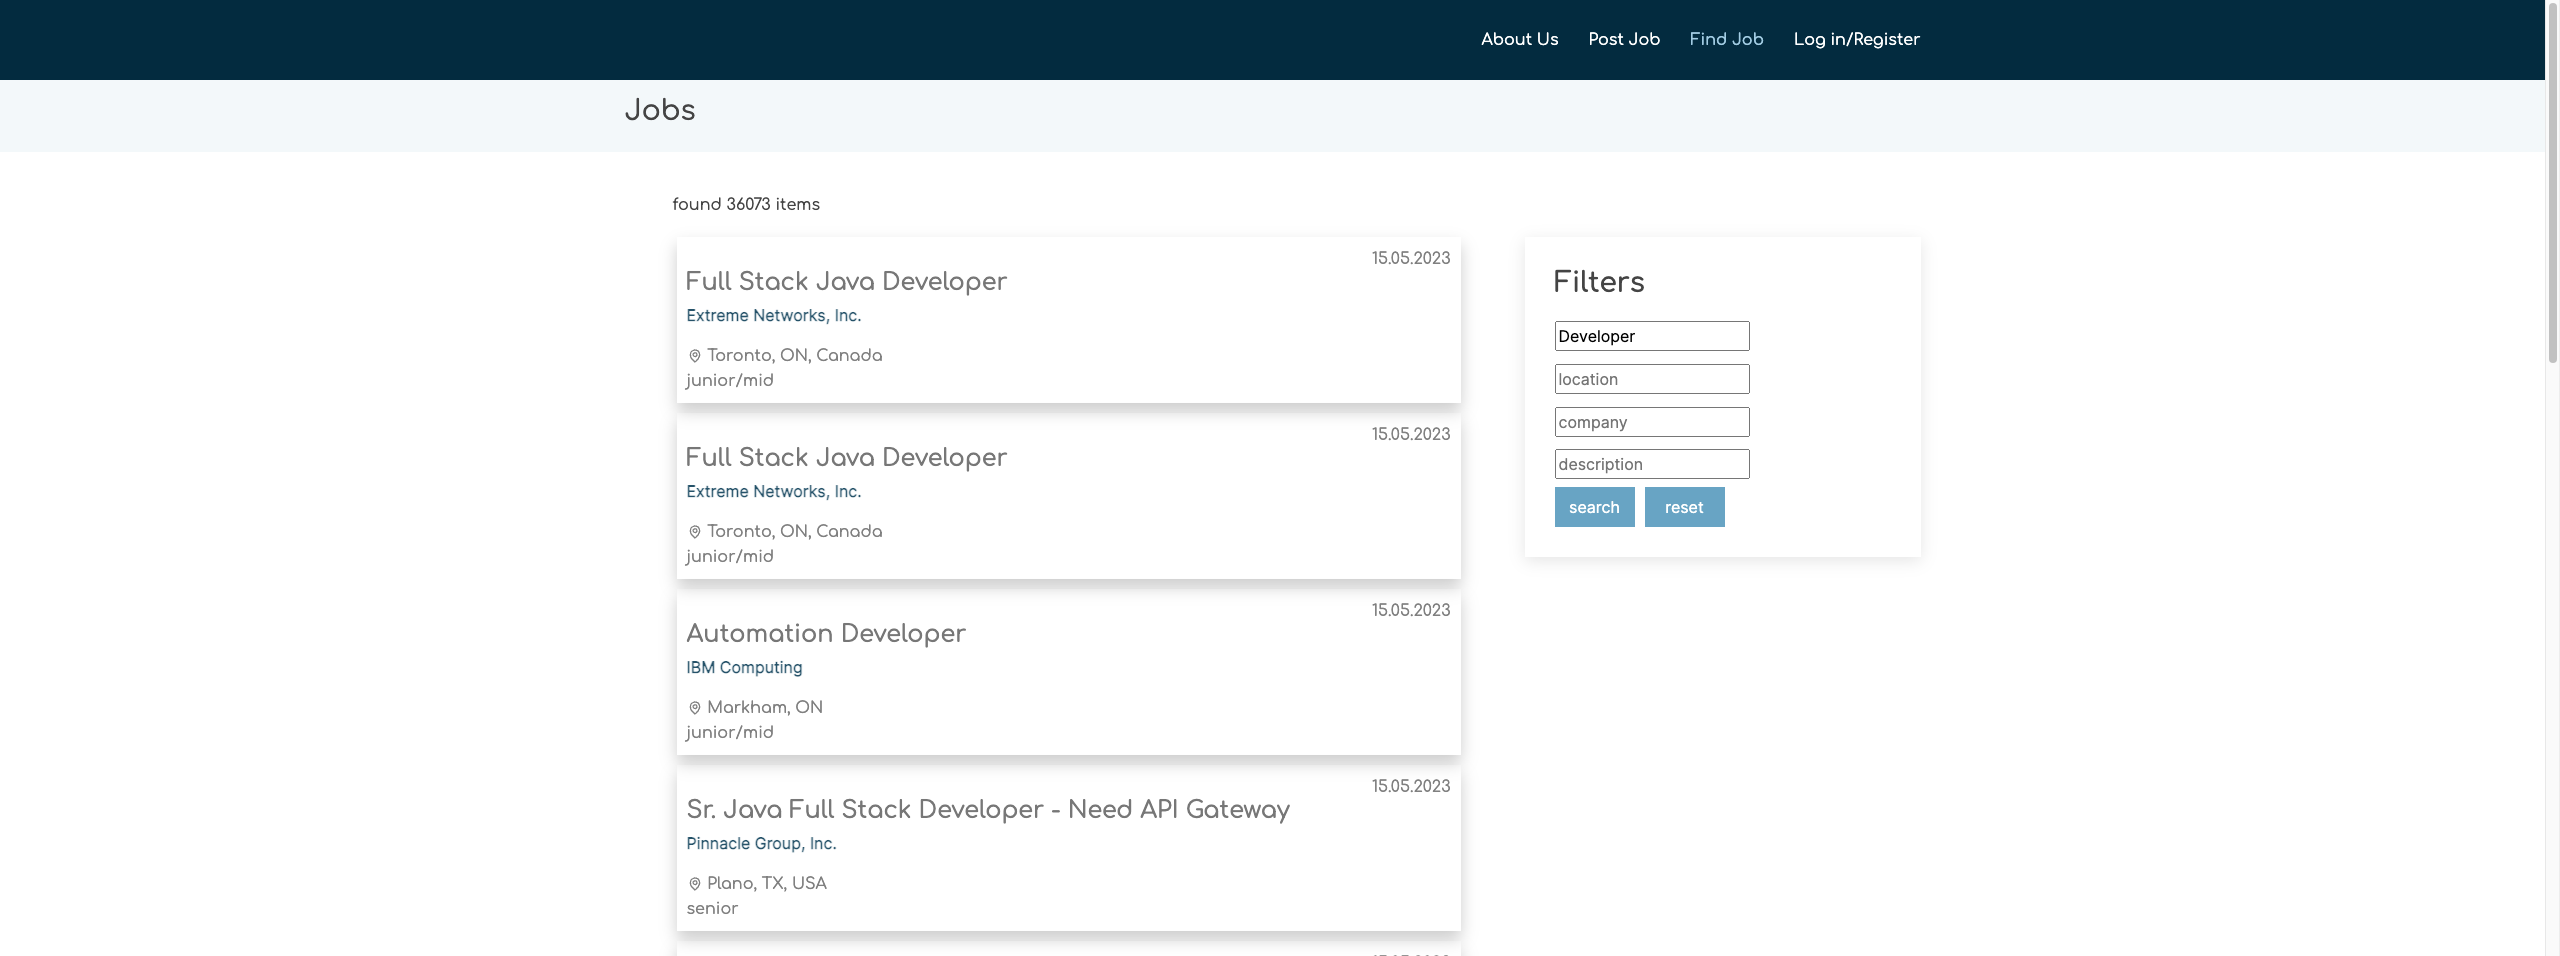 About Us
Post Job
Find Job
Log in/Register
Jobs
found 36073 items
15.05.2023
Full Stack Java Developer
Extreme Networks, Inc.
Toronto, ON, Canada
junior/mid
15.05.2023
Full Stack Java Developer
Extreme Networks, Inc.
Toronto, ON, Canada
junior/mid
15.05.2023
Automation Developer
IBM Computing
Markham, ON
junior/mid
15.05.2023
Sr. Java Full Stack Developer - Need API Gateway
Pinnacle Group, Inc.
Plano, TX, USA
senior
Filters
Developer
location
company
description
search
reset